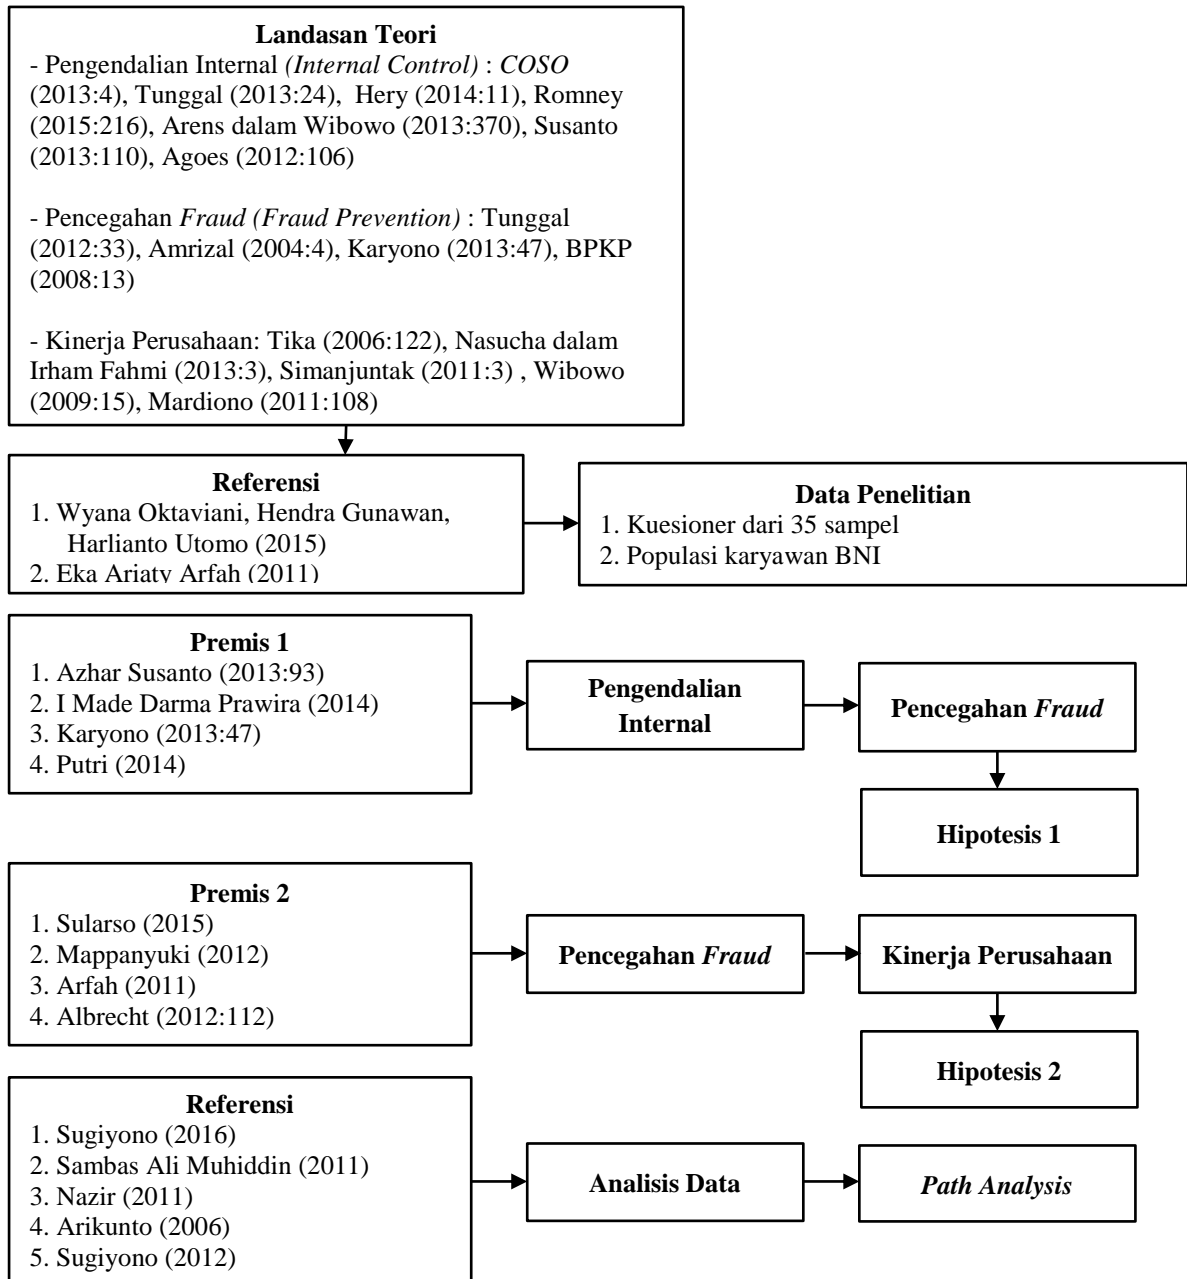 Landasan Teori
- Pengendalian Internal (Internal Control) : COSO
(2013:4), Tunggal (2013:24), Hery (2014:11), Romney
(2015:216), Arens dalam Wibowo (2013:370), Susanto
(2013:110), Agoes (2012:106)
- Pencegahan Fraud (Fraud Prevention) : Tunggal
(2012:33), Amrizal (2004:4), Karyono (2013:47), BPKP
(2008:13)
- Kinerja Perusahaan: Tika (2006:122), Nasucha dalam
Irham Fahmi (2013:3), Simanjuntak (2011:3) , Wibowo
(2009:15), Mardiono (2011:108)
Referensi
1. Wyana Oktaviani, Hendra Gunawan,
Harlianto Utomo (2015)
2. Eka Ariaty Arfah (2011)
Data Penelitian
1. Kuesioner dari 35 sampel
2. Populasi karyawan BNI
Premis 1
1. Azhar Susanto (2013:93)
2. I Made Darma Prawira (2014)
3. Karyono (2013:47)
4. Putri (2014)
Pengendalian
Internal
Pencegahan Fraud
Hipotesis 1
Premis 2
1. Sularso (2015)
2. Mappanyuki (2012)
3. Arfah (2011)
4. Albrecht (2012:112)
Pencegahan Fraud
Kinerja Perusahaan
Hipotesis 2
Referensi
1. Sugiyono (2016)
2. Sambas Ali Muhiddin (2011)
3. Nazir (2011)
4. Arikunto (2006)
5. Sugiyono (2012)
Analisis Data
Path Analysis